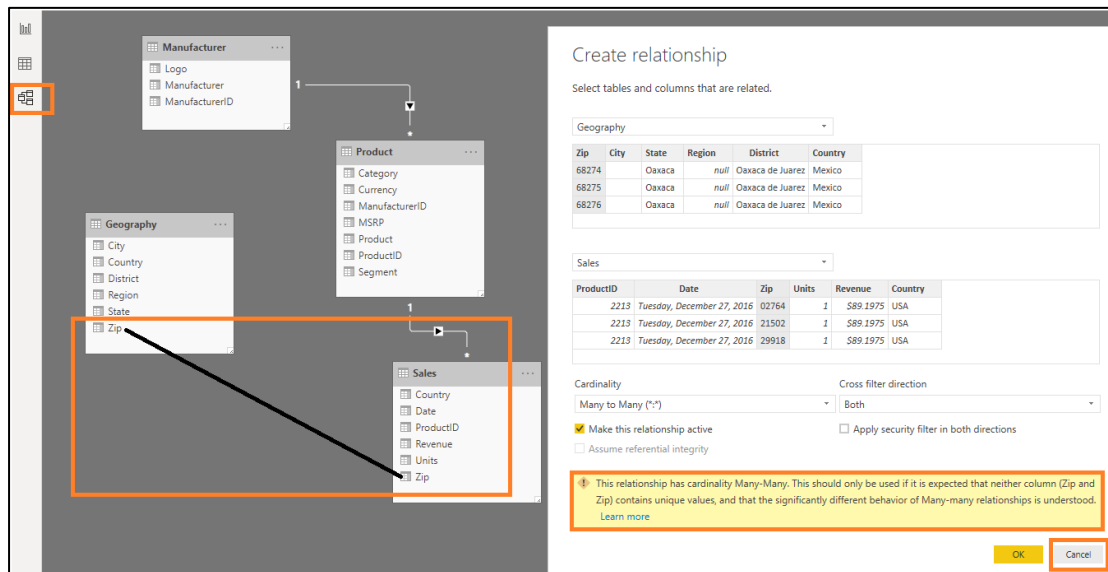 Manufacturer ...
Logo
Manufacturer
ManufacturerID
1
*
Product ...
Category
Currency
ManufacturerID
MSRP
Product
ProductID
Segment
1
*
Geography ...
City
Country
District
Region
State
Zip
Sales ...
Country
Date
ProductID
Revenue
Units
Zip
Create relationship
Select tables and columns that are related.
Geography
Zip City State Region District Country
68274 Oaxaca null Oaxaca de Juarez Mexico
68275 Oaxaca null Oaxaca de Juarez Mexico
68276 Oaxaca null Oaxaca de Juarez Mexico
Sales
ProductID Date Zip Units Revenue Country
2213 Tuesday, December 27, 2016 02764 1 $89.1975 USA
2213 Tuesday, December 27, 2016 21502 1 $89.1975 USA
2213 Tuesday, December 27, 2016 29918 1 $89.1975 USA
Cardinality Cross filter direction
Many to Many (*:*) Both
Make this relationship active Apply security filter in both directions
Assume referential integrity
This relationship has cardinality Many-Many. This should only be used if it is expected that neither column (Zip and
Zip) contains unique values, and that the significantly different behavior of Many-many relationships is understood.
Learn more
OK Cancel